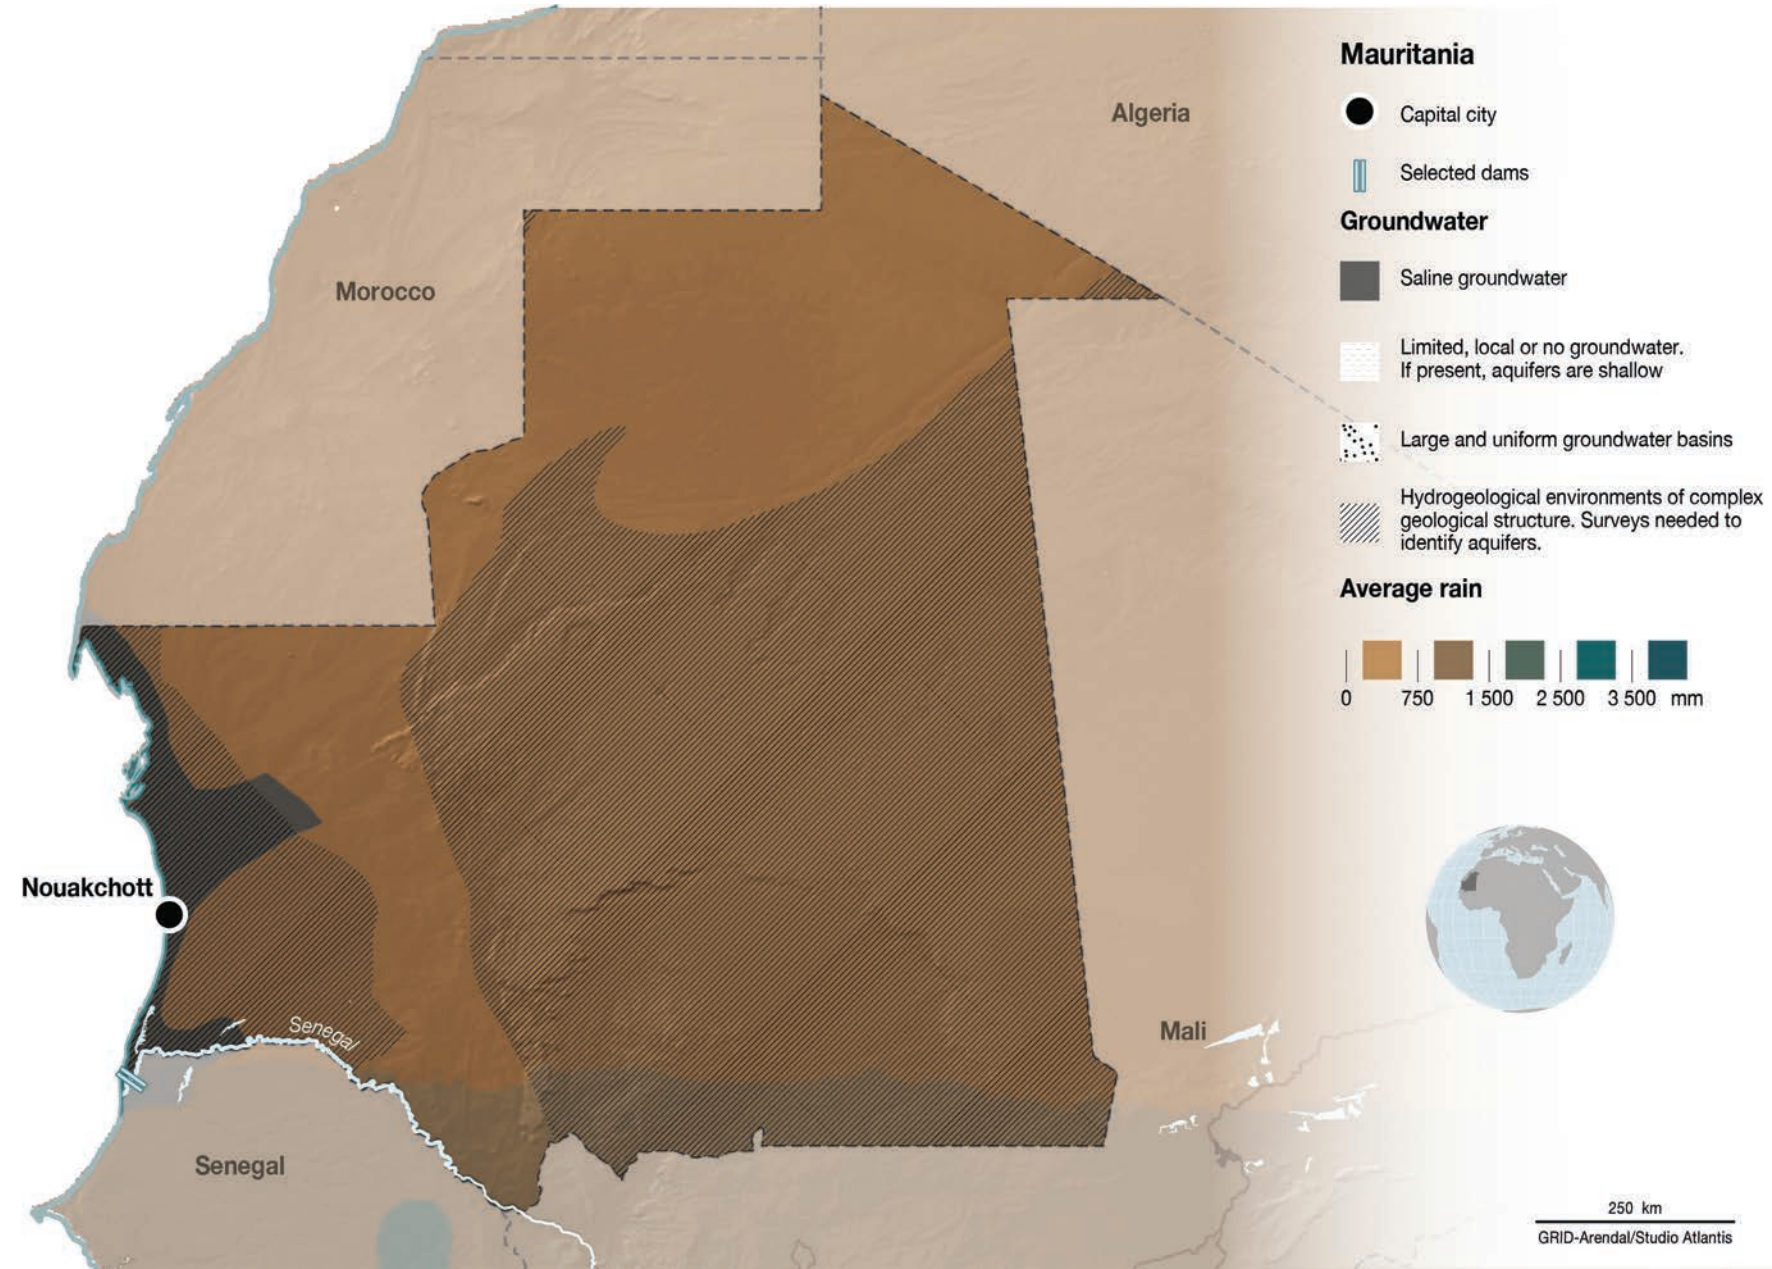 Mauritania
Capital city
Selected dams
Groundwater
Saline groundwater
Limited, local or no groundwater.
If present, aquifers are shallow
Large and uniform groundwater basins
Hydrogeological environments of complex
geological structure. Surveys needed to
identify aquifers.
Average rain
0 750 1 500 2 500 3 500 mm
Algeria
Morocco
Nouakchott
Senegal
Mali
Senegal
250 km
GRID-Arendal/Studio Atlantis